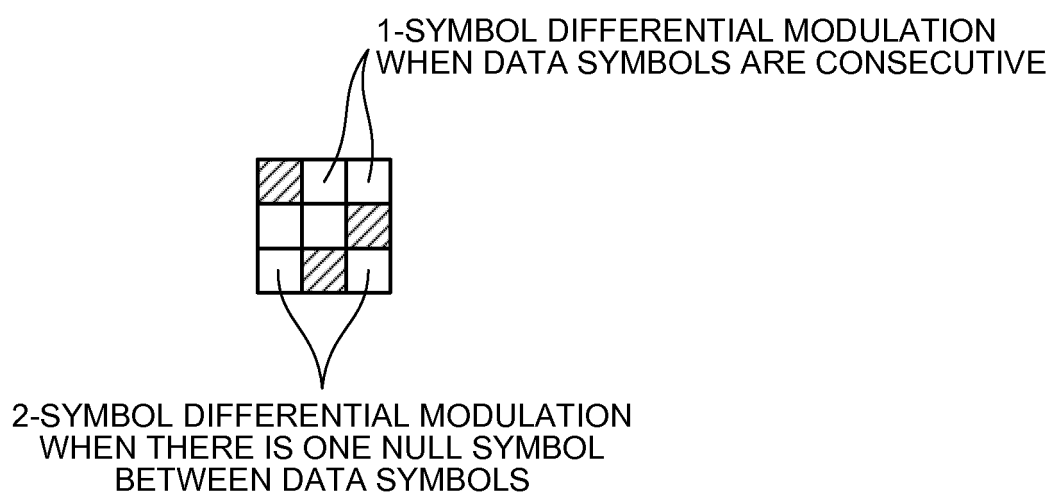 1-SYMBOL DIFFERENTIAL MODULATION
WHEN DATA SYMBOLS ARE CONSECUTIVE
2-SYMBOL DIFFERENTIAL MODULATION
WHEN THERE IS ONE NULL SYMBOL
BETWEEN DATA SYMBOLS